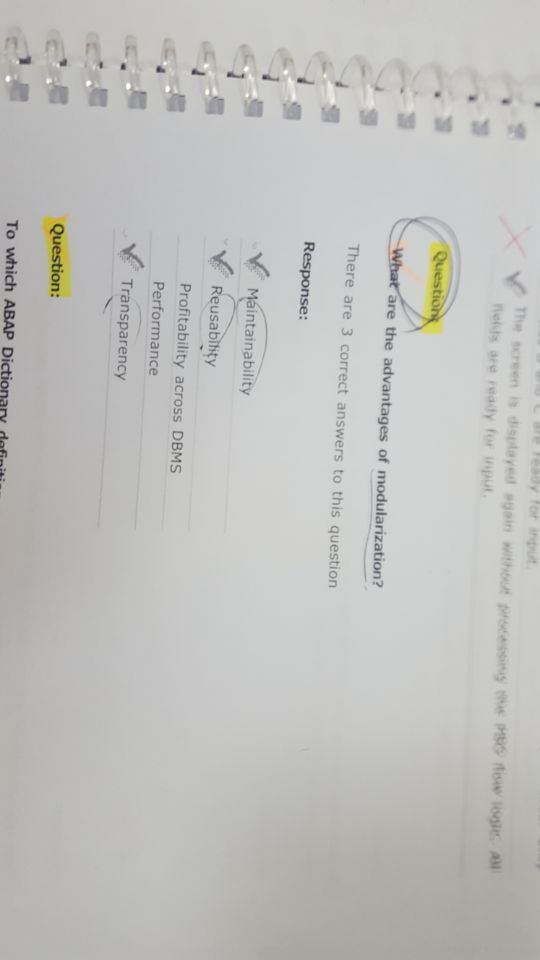 are ready for input.
The screen is displayed again without processing the PBO flow logic. All
fields are ready for input.
Question:
What are the advantages of modularization?
There are 3 correct answers to this question
Response:
Maintainability
Reusability
Profitability across DBMS
Performance
Transparency
Question:
To which ABAP Dictionary